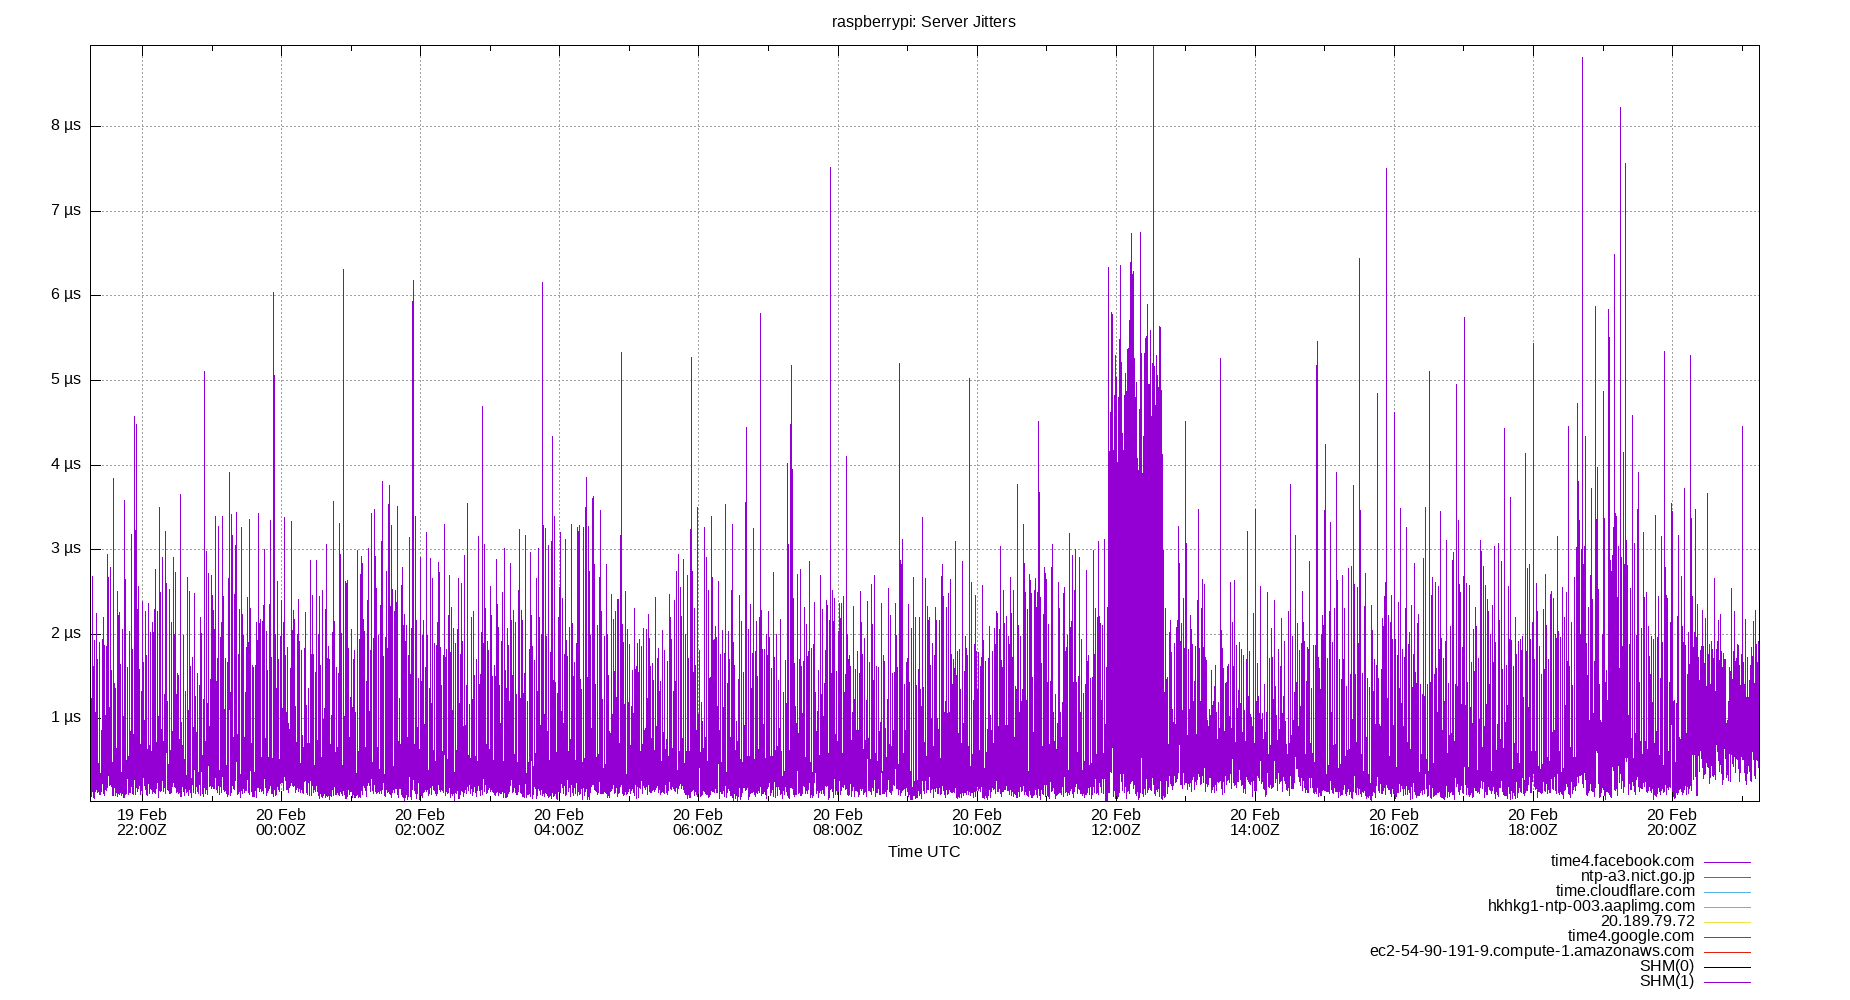 raspberrypi: Server Jitters
8 µs
7 µs
6 µs
5 µs
4 µs
3 µs
2 µs
1 µs
19 Feb 20 Feb 20 Feb 20 Feb 20 Feb 20 Feb 20 Feb 20 Feb 20 Feb 20 Feb 20 Feb 20 Feb
22:00Z 00:00Z 02:00Z 04:00Z 06:00Z 08:00Z 10:00Z 12:00Z 14:00Z 16:00Z 18:00Z 20:00Z
Time UTC
time4.facebook.com
ntp-a3.nict.go.jp
time.cloudflare.com
hkhkg1-ntp-003.aaplimg.com
20.189.79.72
time4.google.com
ec2-54-90-191-9.compute-1.amazonaws.com
SHM(0)
SHM(1)